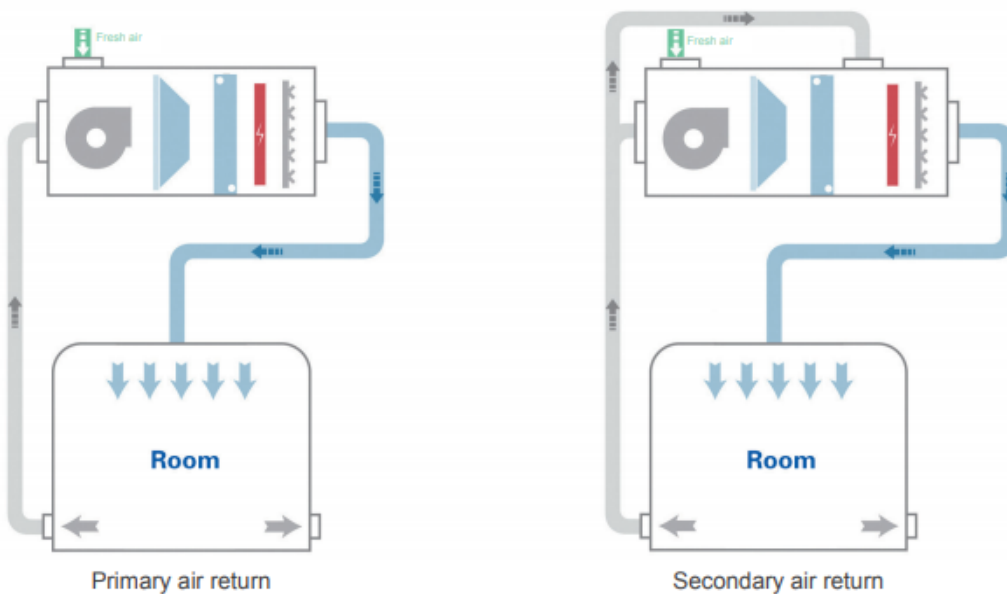 Fresh air
Fresh air
Room
Room
Primary air return
Secondary air return